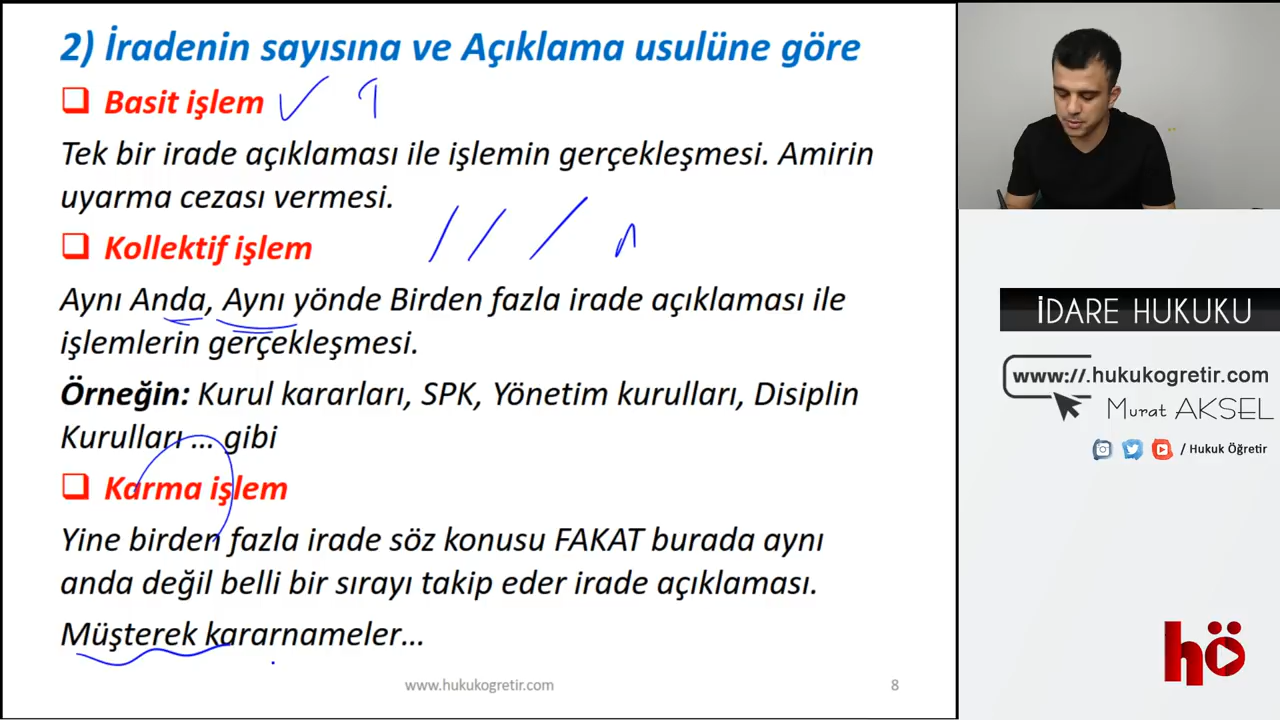 2) İradenin sayısına ve Açıklama usulüne göre
Basit işlem
Tek bir irade açıklaması ile işlemin gerçekleşmesi. Amirin
uyarma cezası vermesi.
Kollektif işlem
Aynı Anda, Aynı yönde Birden fazla irade açıklaması ile
işlemlerin gerçekleşmesi.
Örneğin: Kurul kararları, SPK, Yönetim kurulları, Disiplin
Kurulları ... gibi
Karma işlem
Yine birden fazla irade söz konusu FAKAT burada aynı
anda değil belli bir sırayı takip eder irade açıklaması.
Müşterek kararnameler...
www.hukukogretir.com
8
İDARE HUKUKU
www://.hukukogretir.com
Murat AKSEL
/ Hukuk Öğretir
hö